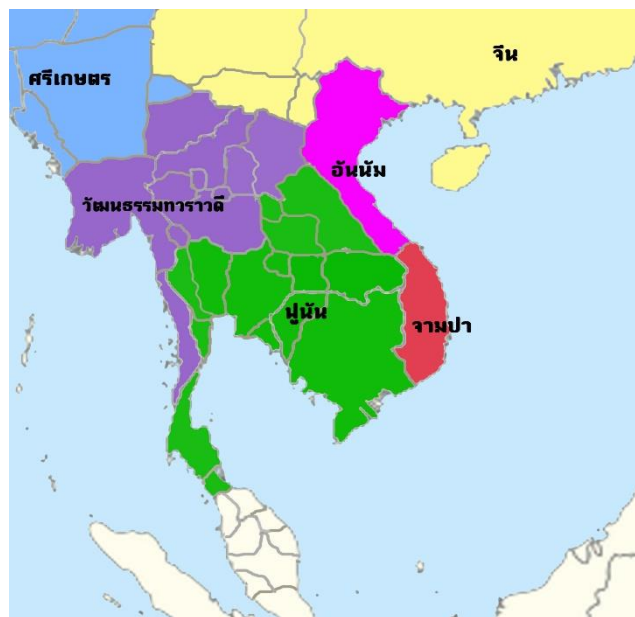 จีน
ศรีเกษตร
อันนัม
วัฒนธรรมทวราวดี
ฟูนัน
จามปา